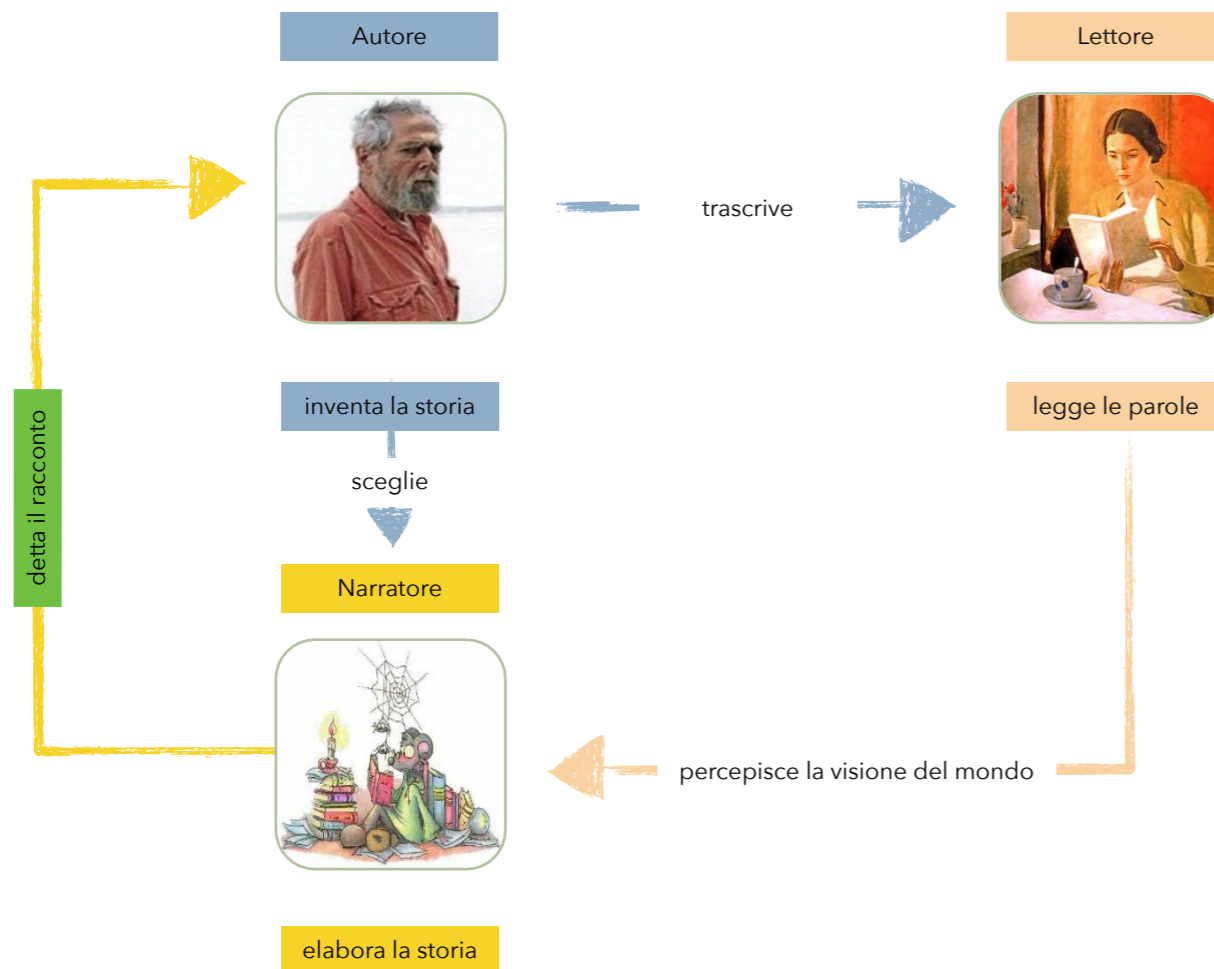 Autore
Lettore
trascrive
inventa la storia
legge le parole
sceglie
detta il racconto
Narratore
percepisce la visione del mondo
elabora la storia